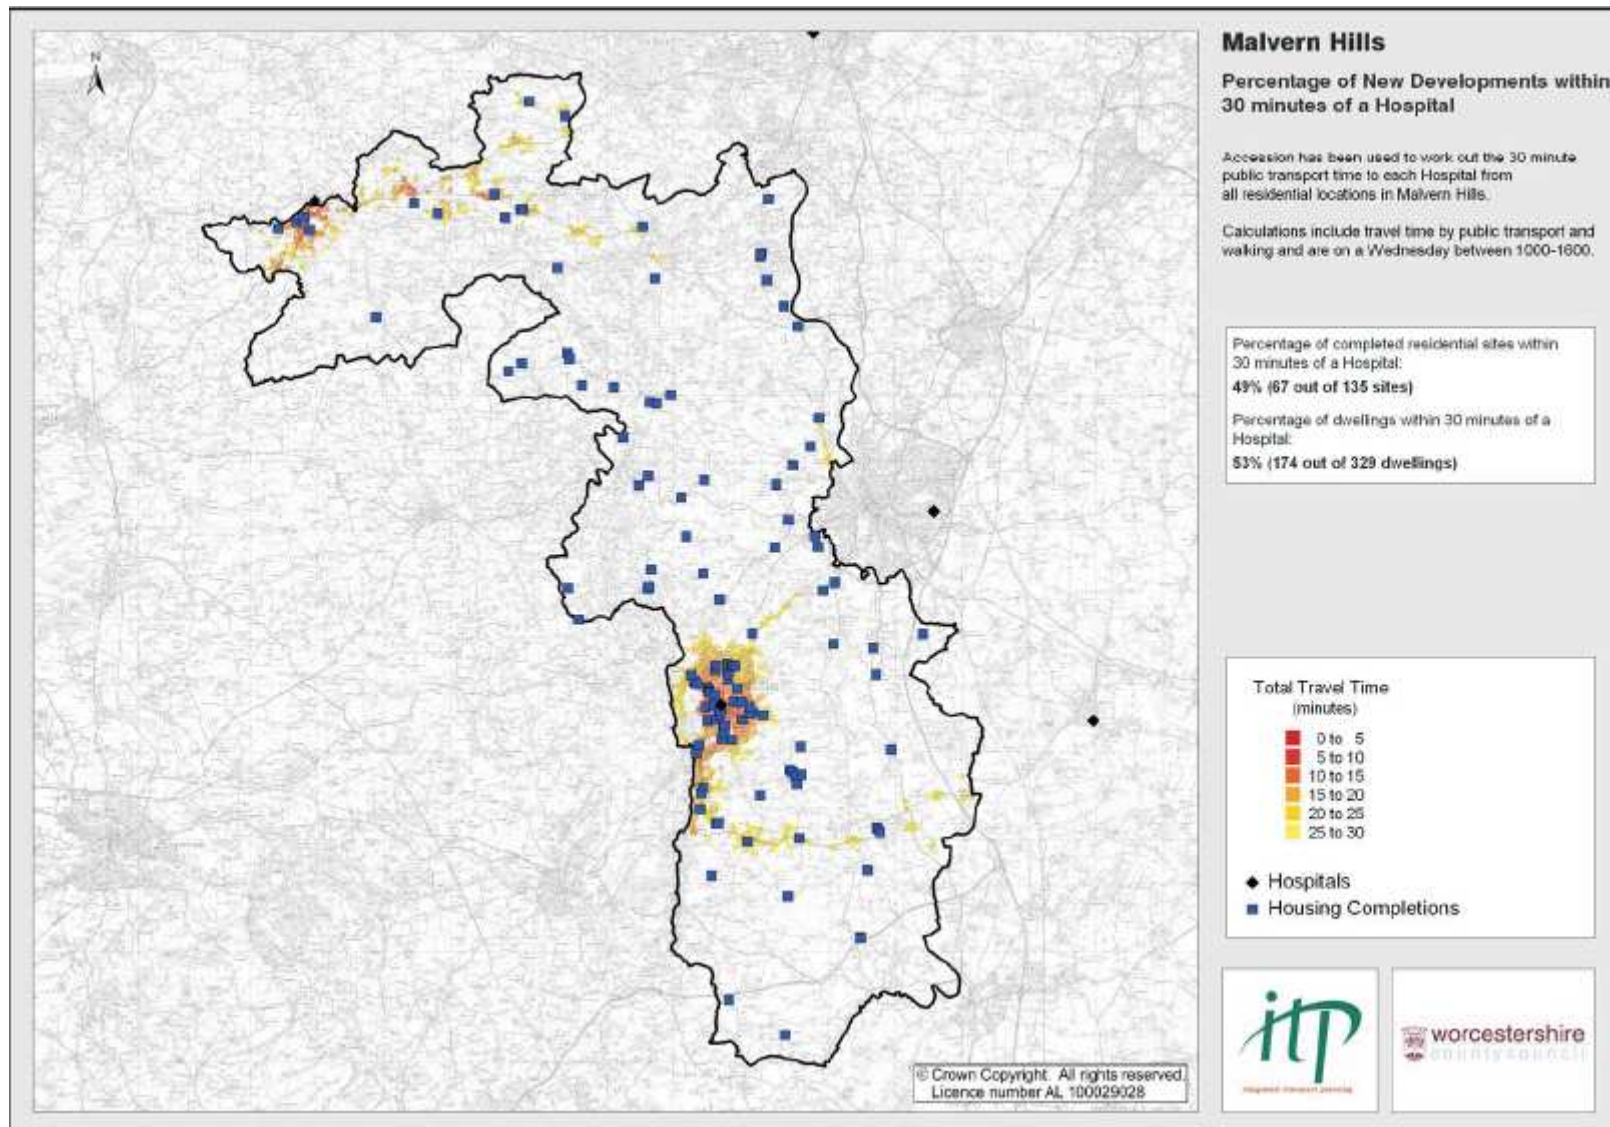 N
Malvern Hills
Percentage of New Developments within
30 minutes of a Hospital
Accession has been used to work out the 30 minute
public transport time to each Hospital from
all residential locations in Malvern Hills.
Calculations include travel time by public transport and
walking and are on a Wednesday between 1000-1600.
Percentage of completed residential sites within
30 minutes of a Hospital:
49% (67 out of 135 sites)
Percentage of dwellings within 30 minutes of a
Hospital:
53% (174 out of 329 dwellings)
Total Travel Time
(minutes)
0 to 5
5 to 10
10 to 15
15 to 20
20 to 25
25 to 30
Hospitals
Housing Completions
© Crown Copyright. All rights reserved.
Licence number AL 100029028
itp
integrated transport planning
worcestershire
countycouncil